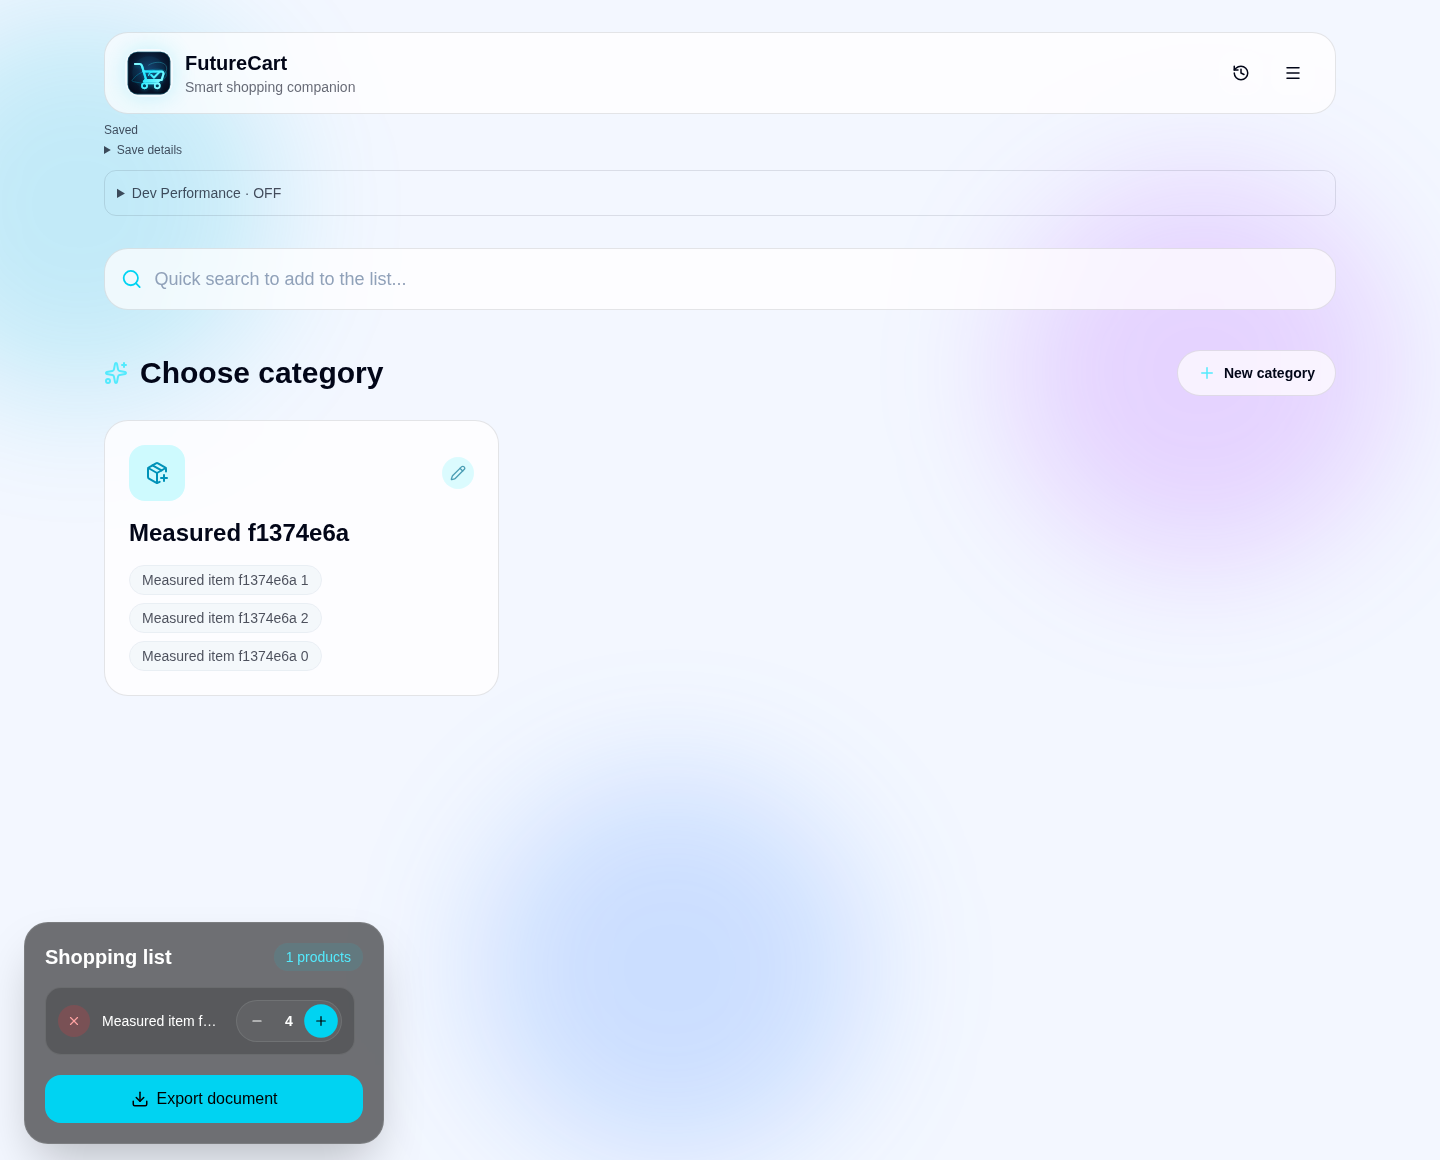 FutureCart
Smart shopping companion
Saved
Save details
Dev Performance · OFF
Quick search to add to the list...
Choose category
New category
Measured f1374e6a
Measured item f1374e6a 1
Measured item f1374e6a 2
Measured item f1374e6a 0
Shopping list
1 products
Measured item f…
4
Export document